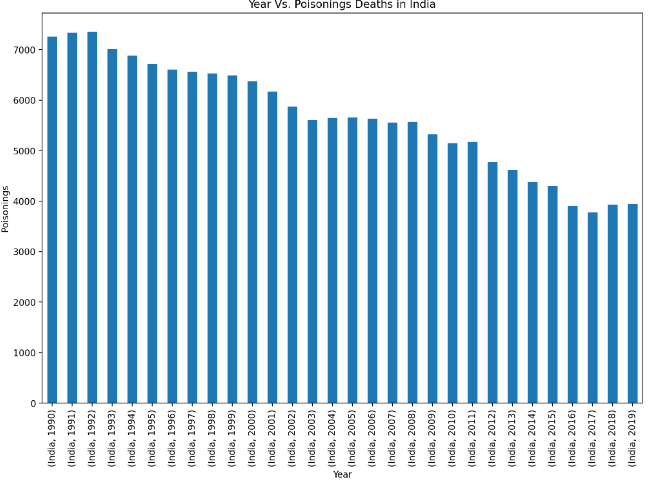 Year Vs. Poisonings Deaths in India
Poisonings
7000
6000
5000
4000
3000
2000
1000
0
(India, 1990)
(India, 1991)
(India, 1992)
(India, 1993)
(India, 1994)
(India, 1995)
(India, 1996)
(India, 1997)
(India, 1998)
(India, 1999)
(India, 2000)
(India, 2001)
(India, 2002)
(India, 2003)
(India, 2004)
(India, 2005)
(India, 2006)
(India, 2007)
(India, 2008)
(India, 2009)
(India, 2010)
(India, 2011)
(India, 2012)
(India, 2013)
(India, 2014)
(India, 2015)
(India, 2016)
(India, 2017)
(India, 2018)
(India, 2019)
Year